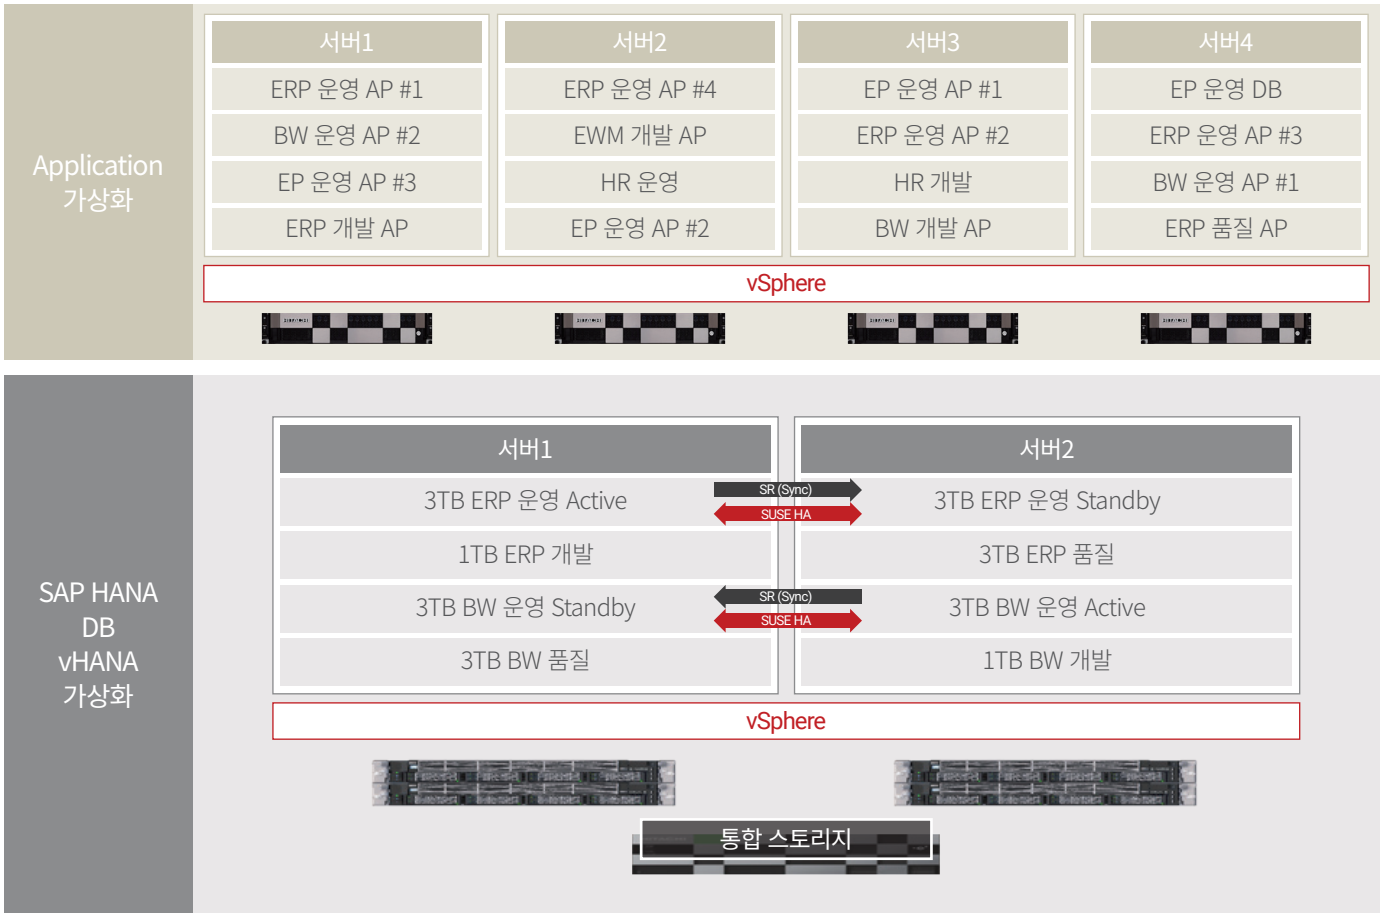 Application
가상화
서버1
ERP 운영 AP #1
BW 운영 AP #2
EP 운영 AP #3
ERP 개발 AP
서버2
ERP 운영 AP #4
EWM 개발 AP
HR 운영
EP 운영 AP #2
서버3
EP 운영 AP #1
ERP 운영 AP #2
HR 개발
BW 개발 AP
서버4
EP 운영 DB
ERP 운영 AP #3
BW 운영 AP #1
ERP 품질 AP
vSphere
SAP HANA
DB
vHANA
가상화
서버1
3TB ERP 운영 Active
1TB ERP 개발
3TB BW 운영 Standby
3TB BW 품질
SR (Sync)
SUSE HA
SR (Sync)
SUSE HA
서버2
3TB ERP 운영 Standby
3TB ERP 품질
3TB BW 운영 Active
1TB BW 개발
vSphere
통합 스토리지